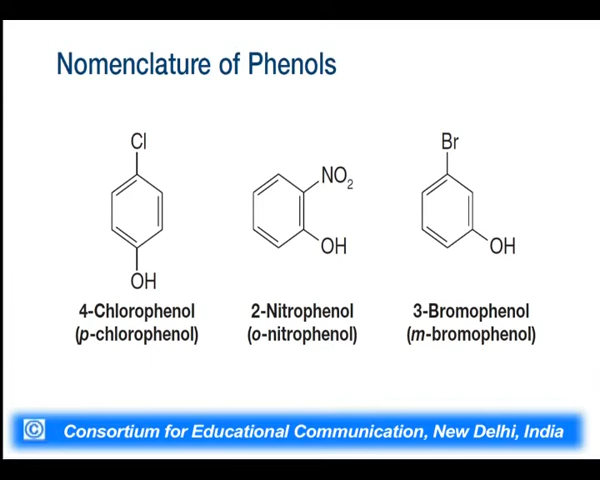 Nomenclature of Phenols
Cl
OH
4-Chlorophenol
(p-chlorophenol)
NO2
OH
2-Nitrophenol
(o-nitrophenol)
Br
OH
3-Bromophenol
(m-bromophenol)
© Consortium for Educational Communication, New Delhi, India